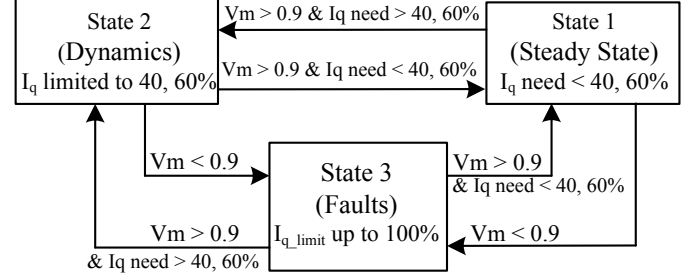 State 2
(Dynamics)
Iq limited to 40, 60%
Vm > 0.9 & Iq need > 40, 60%
Vm > 0.9 & Iq need < 40, 60%
State 1
(Steady State)
Iq need < 40, 60%
Vm < 0.9
State 3
(Faults)
Iq_limit up to 100%
Vm > 0.9
& Iq need < 40, 60%
Vm > 0.9
& Iq need > 40, 60%
Vm < 0.9